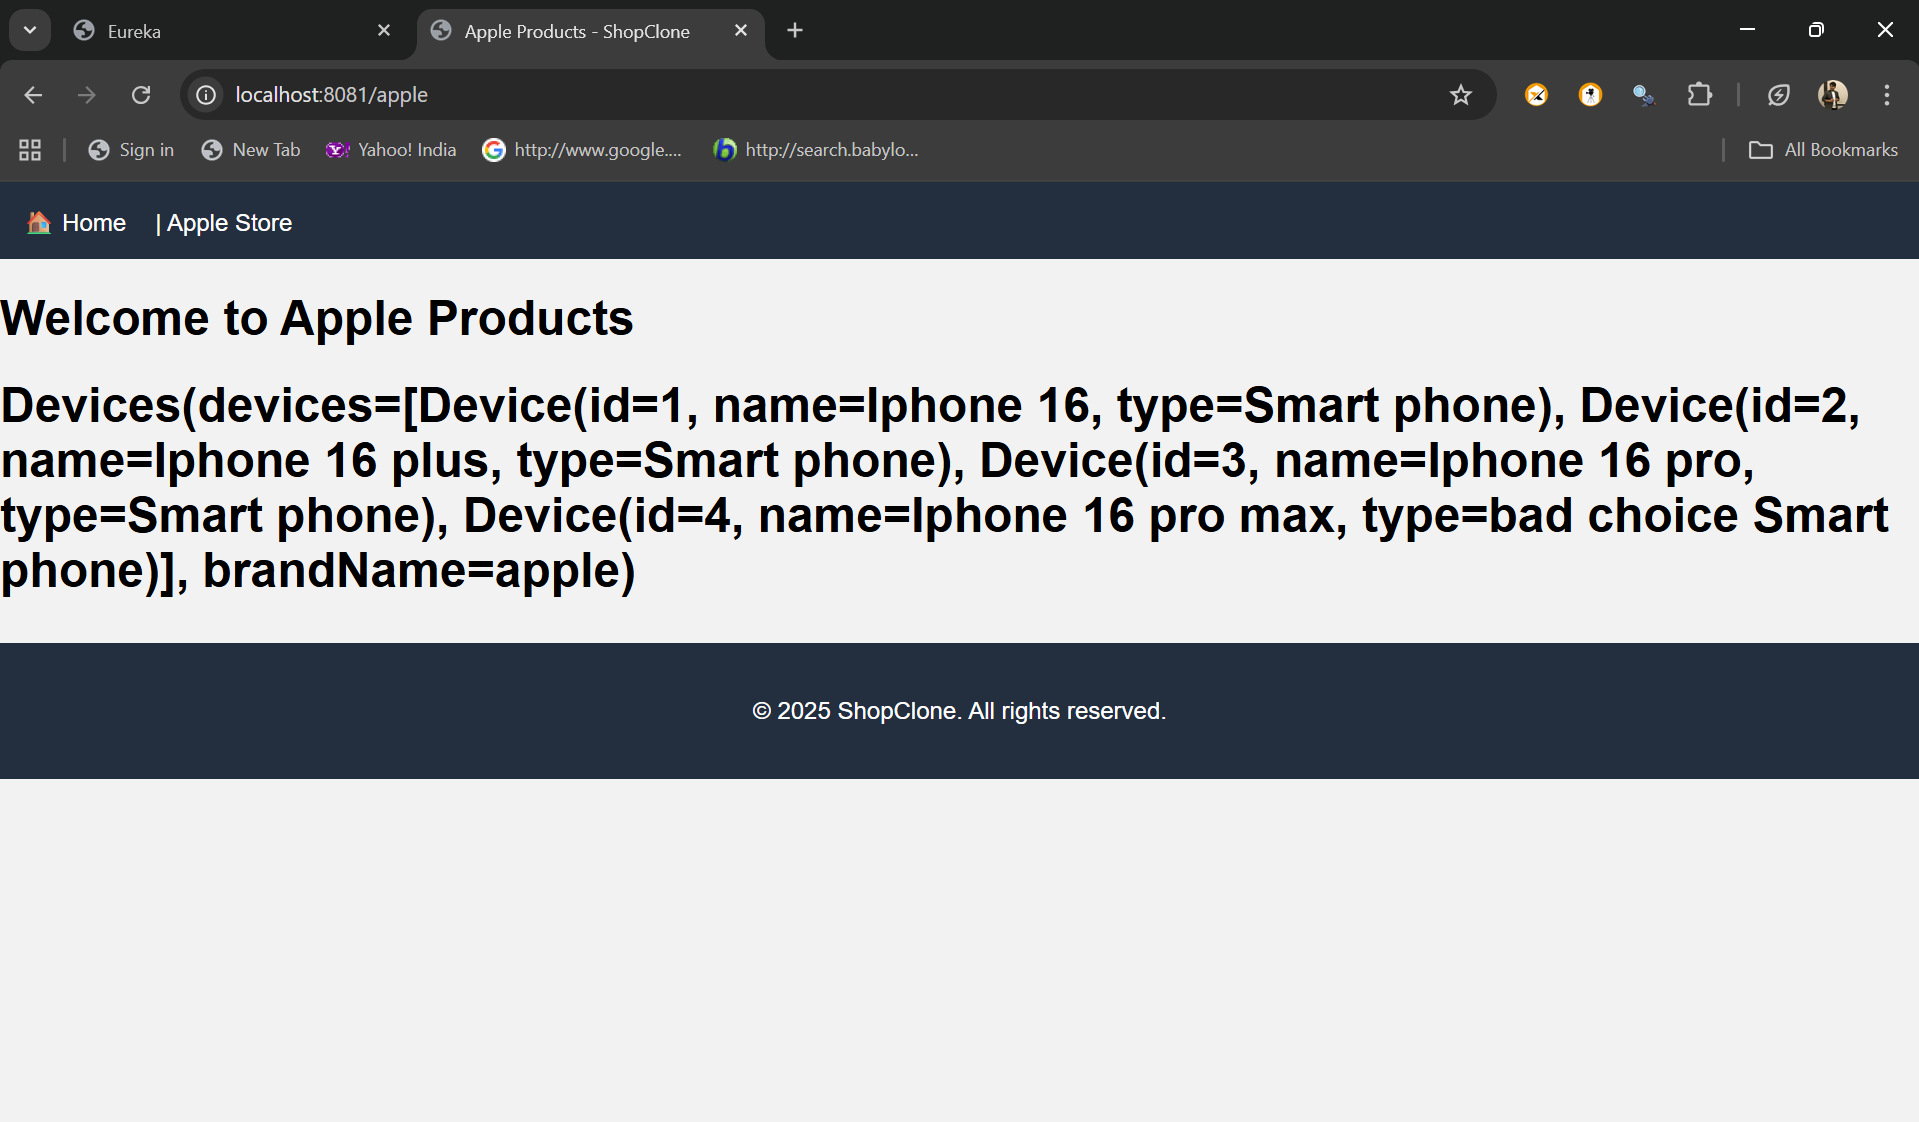 Eureka
Apple Products - ShopClone
localhost:8081/apple
Sign in
New Tab
Yahoo! India
http://www.google....
http://search.babylo...
All Bookmarks
Home | Apple Store
Welcome to Apple Products
Devices(devices=[Device(id=1, name=Iphone 16, type=Smart phone), Device(id=2,
name=Iphone 16 plus, type=Smart phone), Device(id=3, name=Iphone 16 pro,
type=Smart phone), Device(id=4, name=Iphone 16 pro max, type=bad choice Smart
phone)], brandName=apple)
© 2025 ShopClone. All rights reserved.